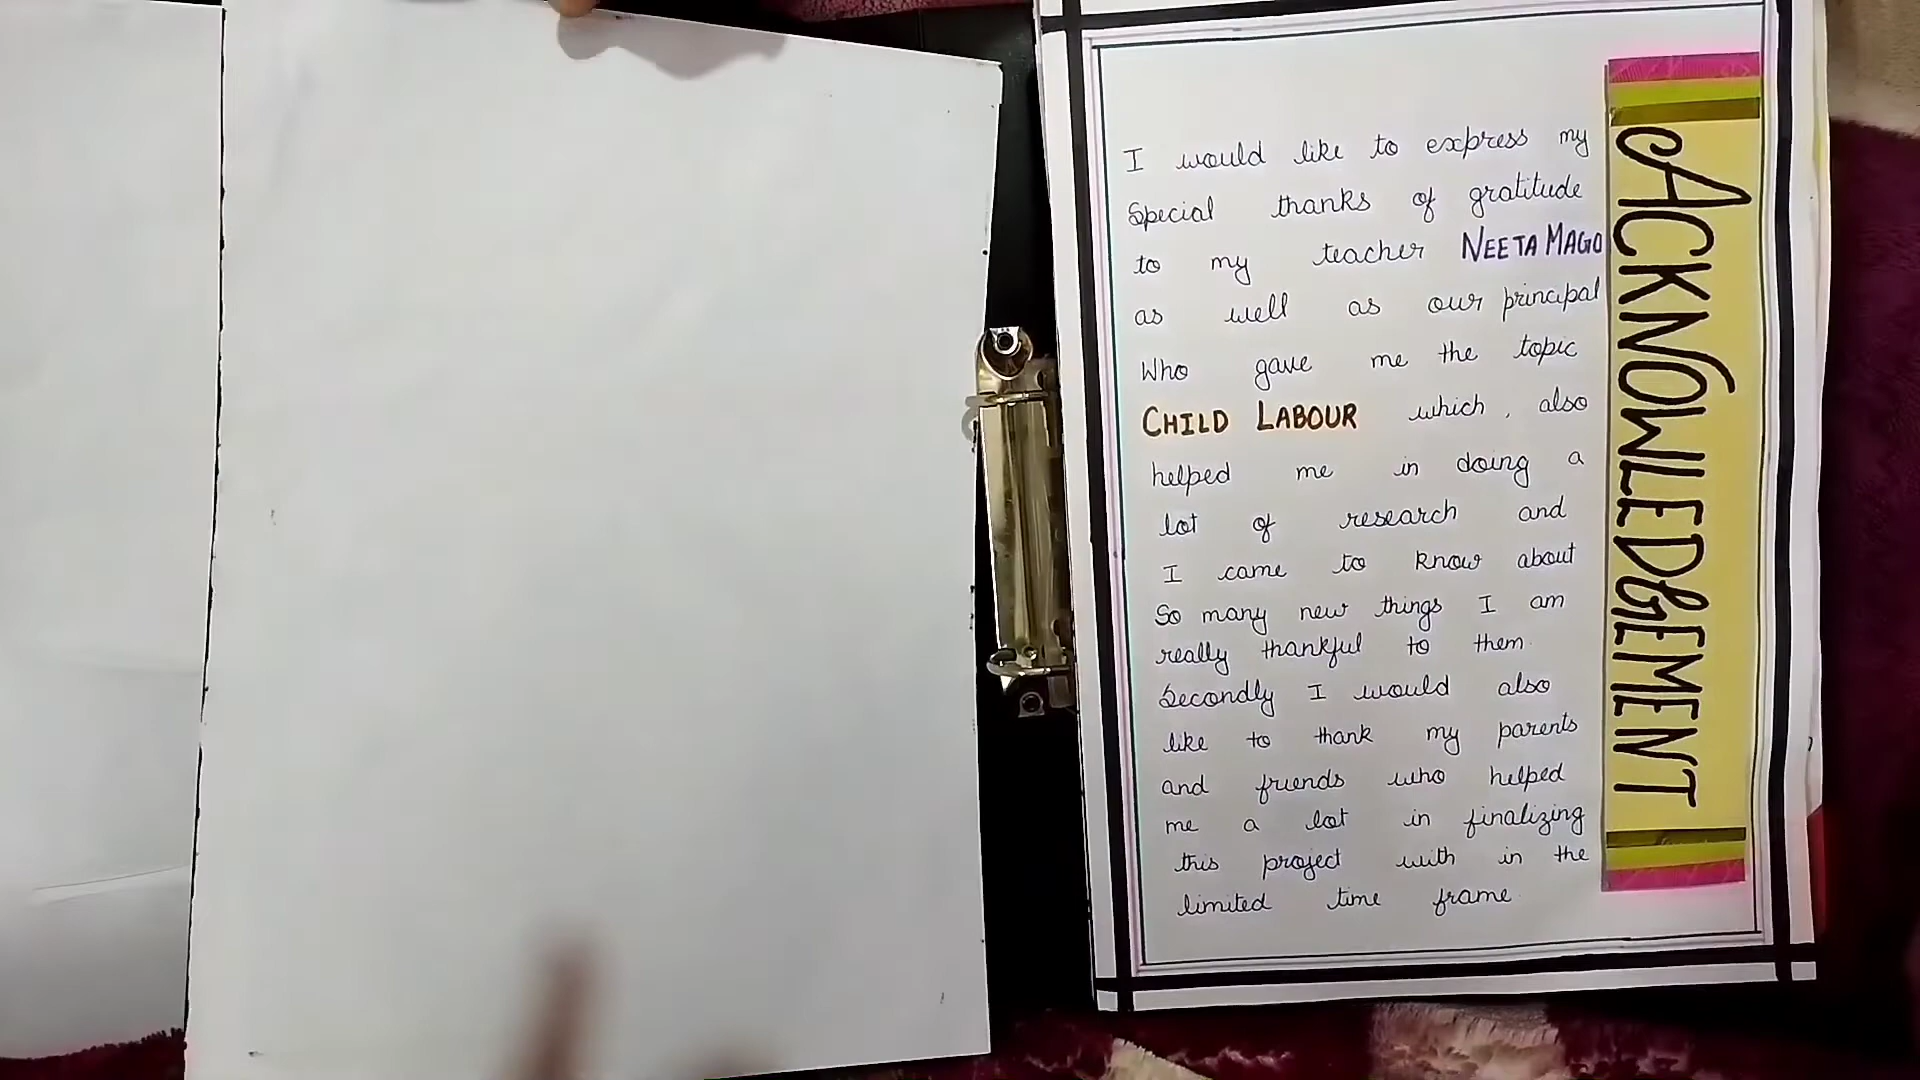 ACKNOWLEDGEMENT
I would like to express my
Special thanks of gratitude
to my teacher NEETA MAGO
as well as our principal
Who gave me the topic
CHILD LABOUR which, also
helped me in doing a
lot of research and
I came to know about
So many new things I am
really thankful to them.
Secondly I would also
like to thank my parents
and friends who helped
me a lot in finalizing
this project with in the
limited time frame.